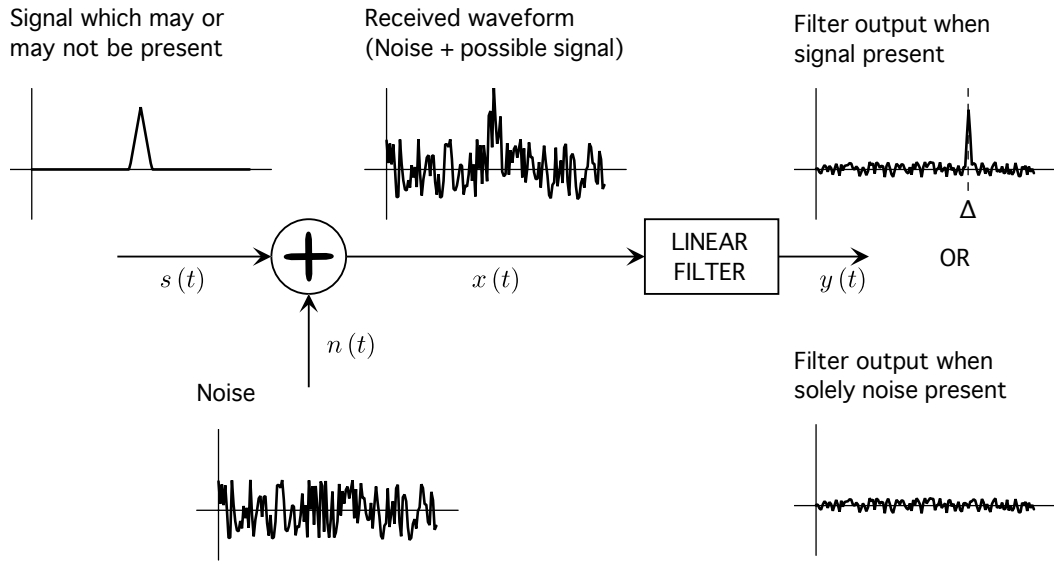 Signal which may or
may not be present
Received waveform
(Noise + possible signal)
Filter output when
signal present
Δ
s (t)
x (t)
LINEAR
FILTER
y (t)
OR
n (t)
Noise
Filter output when
solely noise present